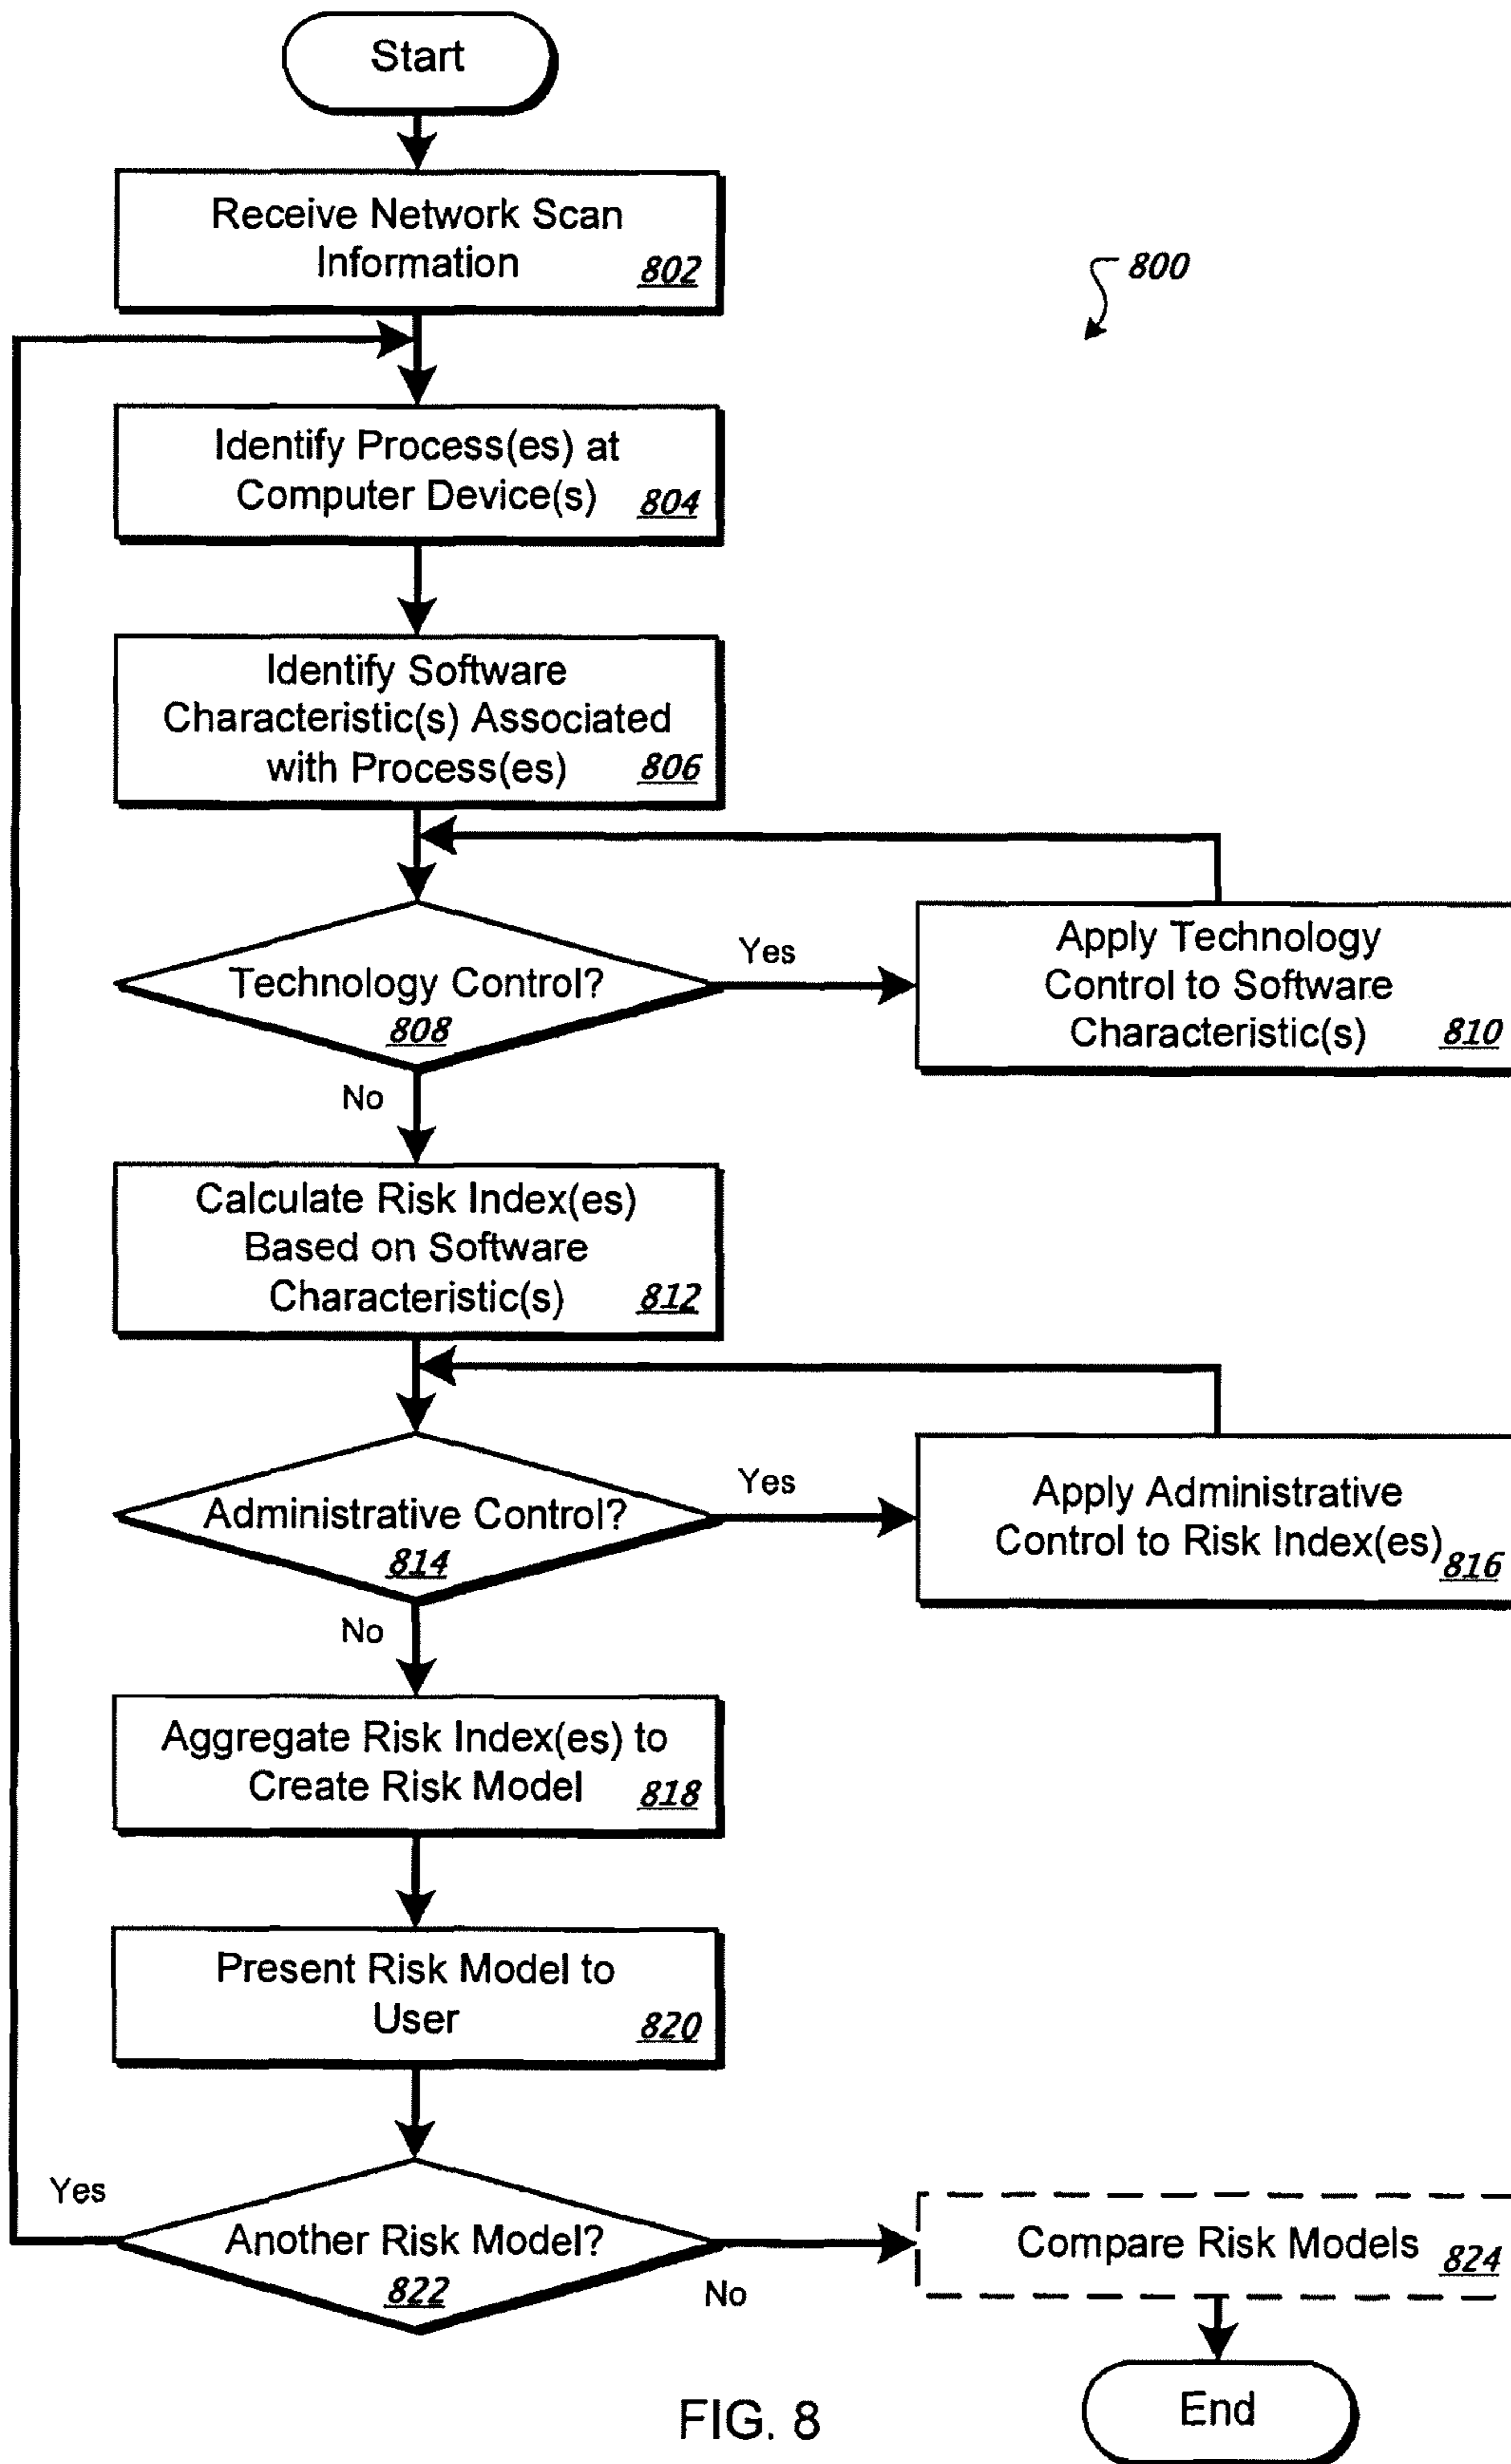 Start
Receive Network Scan
Information 802
800
Identify Process(es) at
Computer Device(s) 804
Identify Software
Characteristic(s) Associated
with Process(es) 806
Technology Control?
808
Yes
Apply Technology
Control to Software
Characteristic(s) 810
No
Calculate Risk Index(es)
Based on Software
Characteristic(s) 812
Administrative Control?
814
Yes
Apply Administrative
Control to Risk Index(es) 816
No
Aggregate Risk Index(es) to
Create Risk Model 818
Present Risk Model to
User 820
Yes
Another Risk Model?
822
No
Compare Risk Models 824
End
FIG. 8